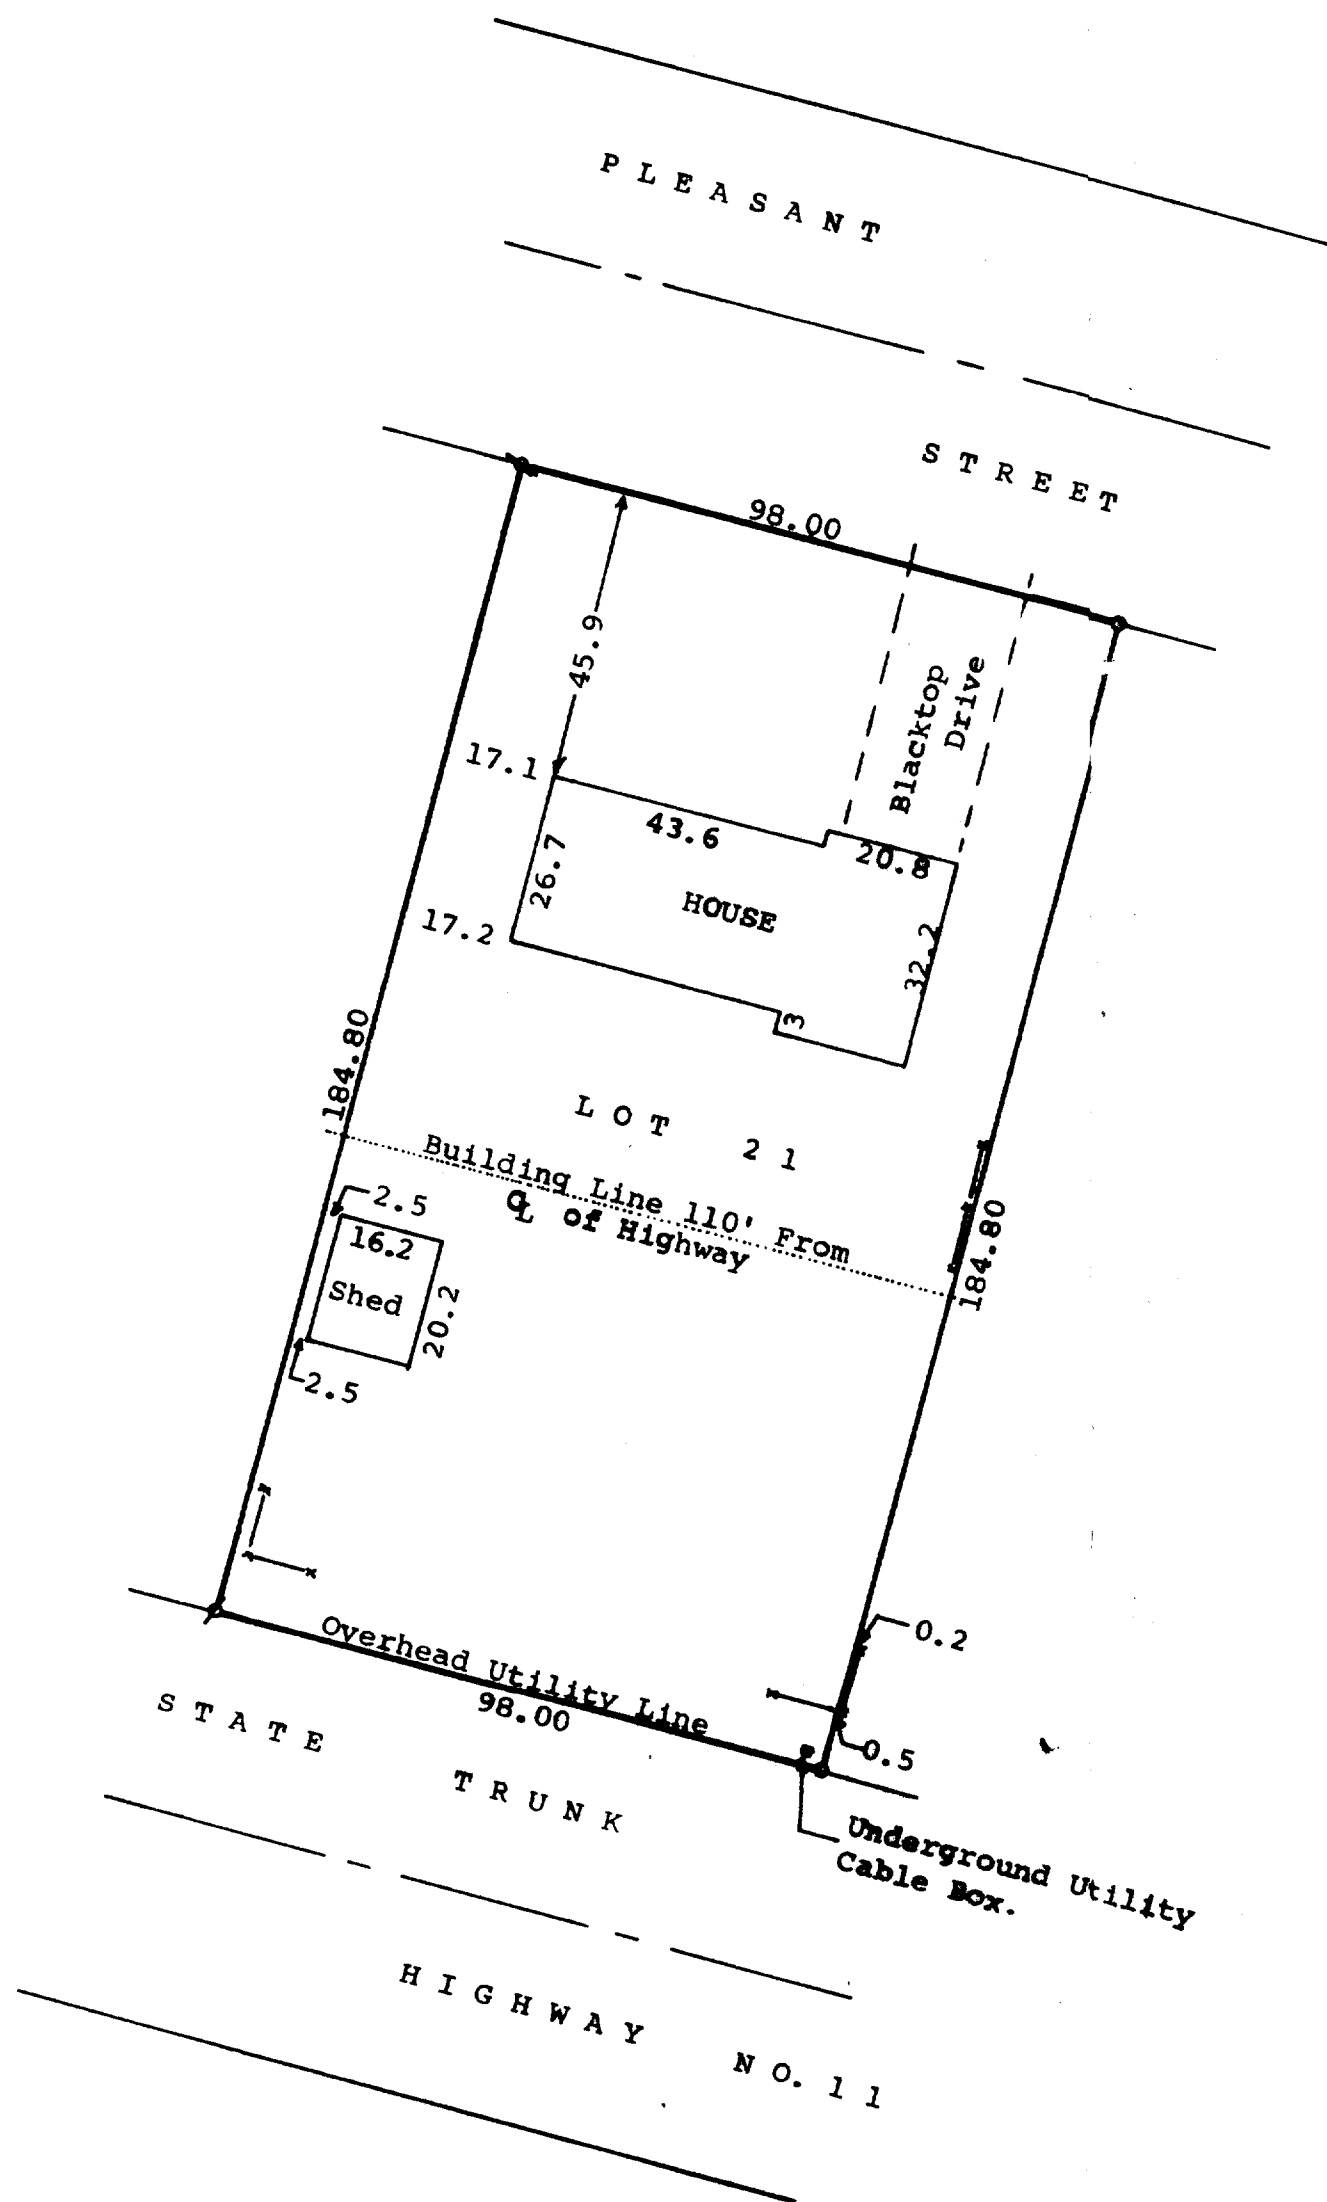 PLEASANT
STREET
98.00
45.9
Blacktop
Drive
17.1
43.6
20.8
26.7
HOUSE
17.2
32.2
3
184.80
LOT 21
Building Line 110' From
℄ of Highway
2.5
16.2
Shed
20.2
184.80
2.5
0.2
Overhead Utility Line
98.00
0.5
STATE TRUNK
Underground Utility
Cable Box.
HIGHWAY NO. 11